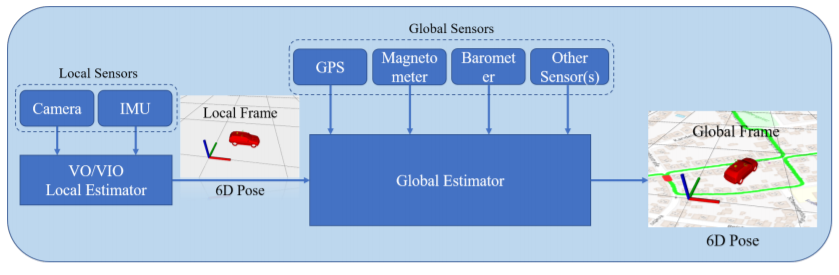 Global Sensors
Local Sensors
GPS
Magneto
meter
Baromet
er
Other
Sensor(s)
Camera
IMU
Local Frame
Global Frame
VO/VIO
Local Estimator
6D Pose
Global Estimator
6D Pose